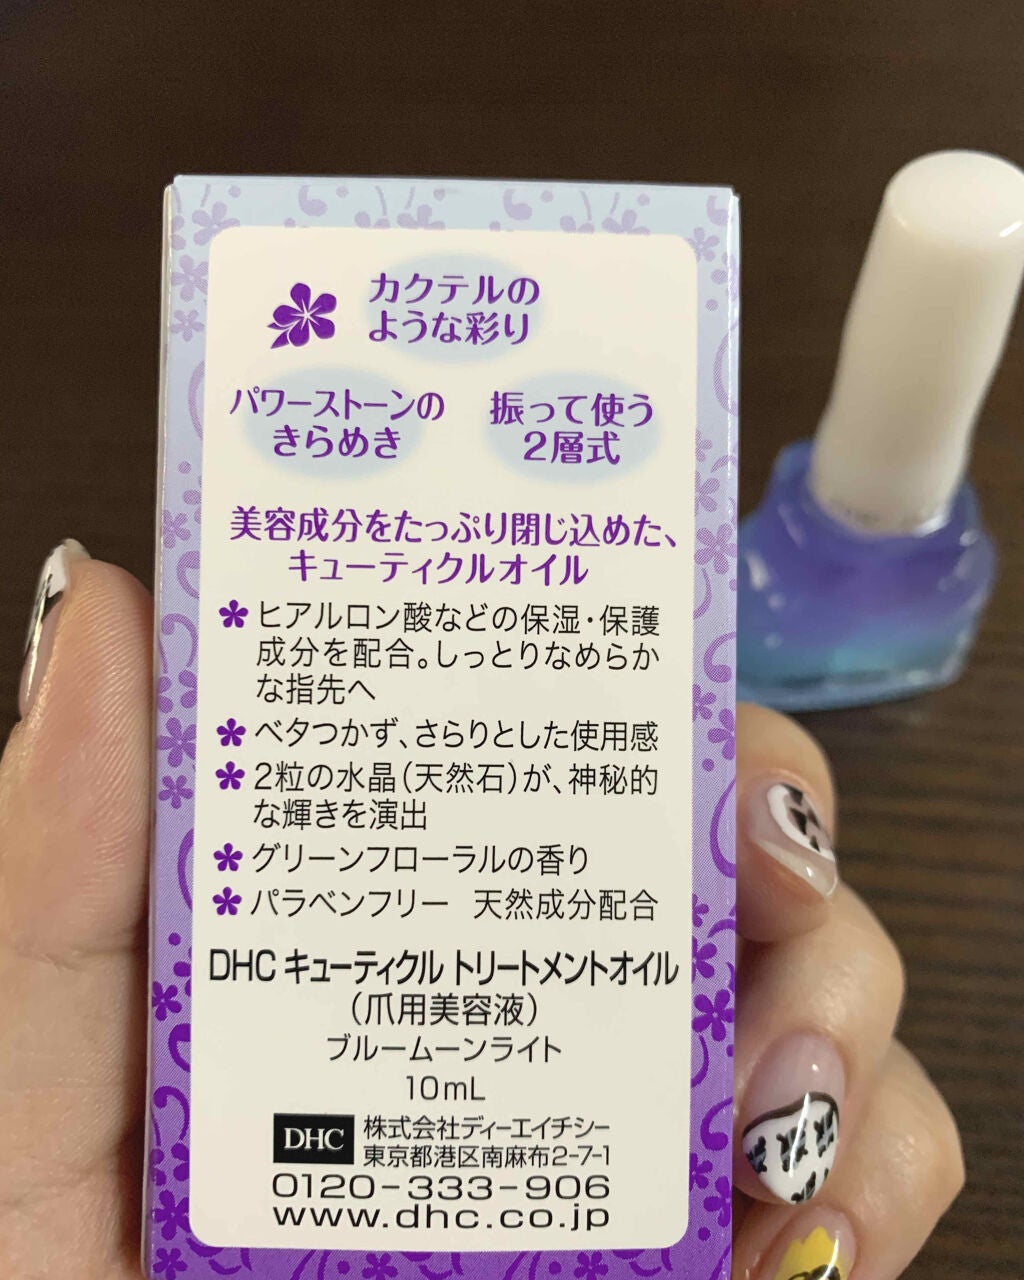 カクテルの
ような彩り
パワーストーンの
きらめき
振って使う
2層式
美容成分をたっぷり閉じ込めた、
キューティクルオイル
ヒアルロン酸などの保湿・保護
成分を配合。しっとりなめらか
な指先へ
ベタつかず、さらりとした使用感
2粒の水晶(天然石)が、神秘的
な輝きを演出
グリーンフローラルの香り
パラベンフリー 天然成分配合
DHC キューティクル トリートメントオイル
(爪用美容液)
ブルームーンライト
10mL
DHC 株式会社ディーエイチシー
東京都港区南麻布2-7-1
0120-333-906
www.dhc.co.jp